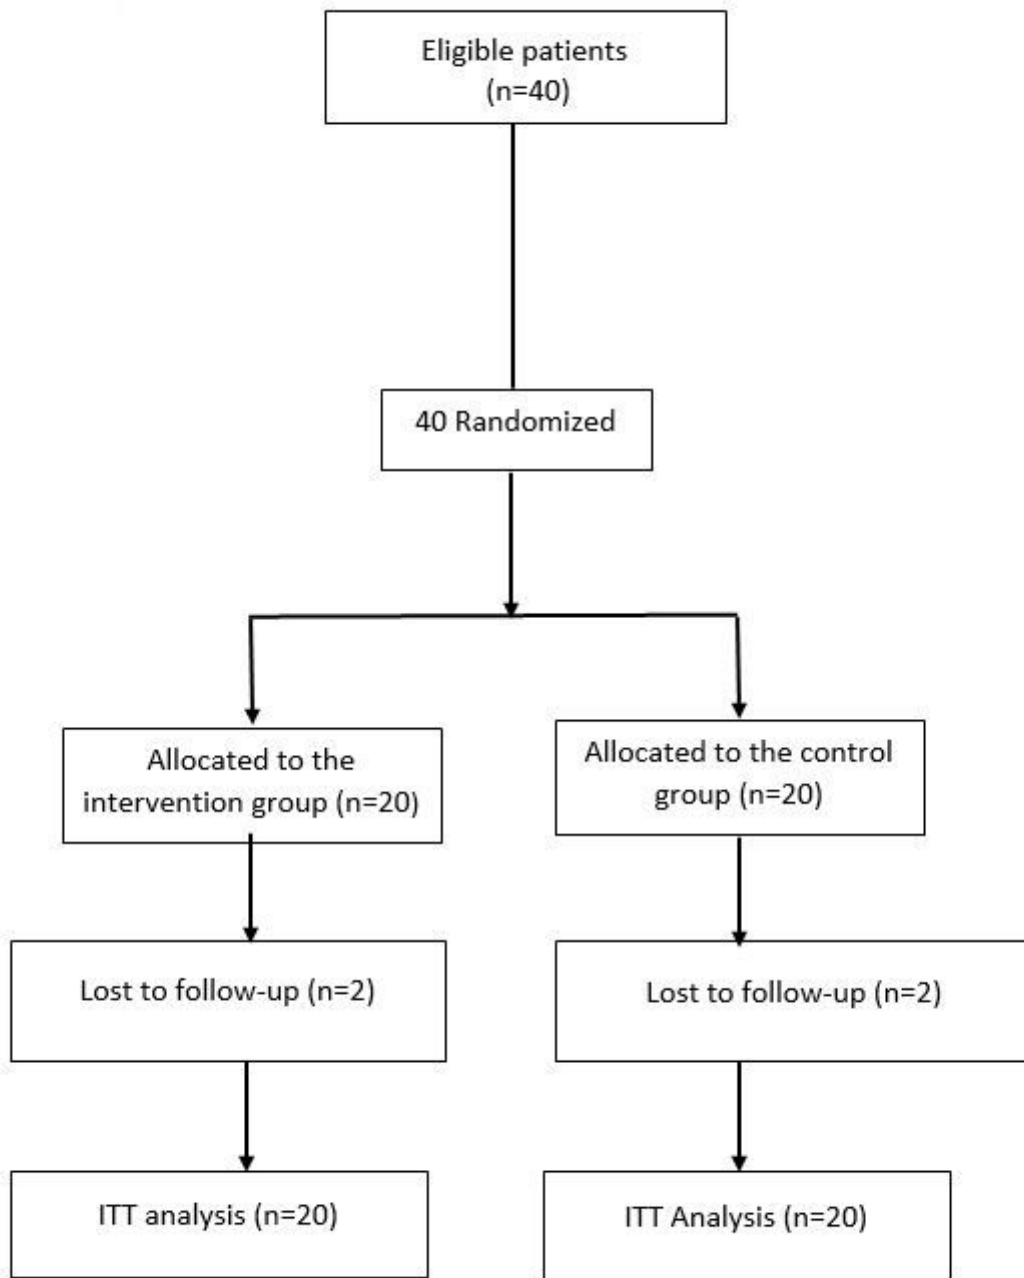 Eligible patients
(n=40)
40 Randomized
Allocated to the
intervention group (n=20)
Allocated to the control
group (n=20)
Lost to follow-up (n=2)
Lost to follow-up (n=2)
ITT analysis (n=20)
ITT Analysis (n=20)